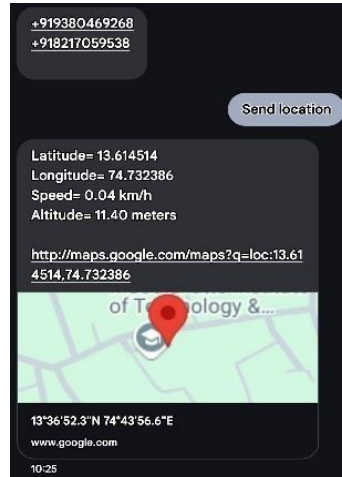 +919380469268
+918217059538
Send location
Latitude= 13.614514
Longitude= 74.732386
Speed= 0.04 km/h
Altitude= 11.40 meters
http://maps.google.com/maps?q=loc:13.61
4514,74.732386
of T ology &...
13°36'52.3"N 74°43'56.6"E
www.google.com
10:25